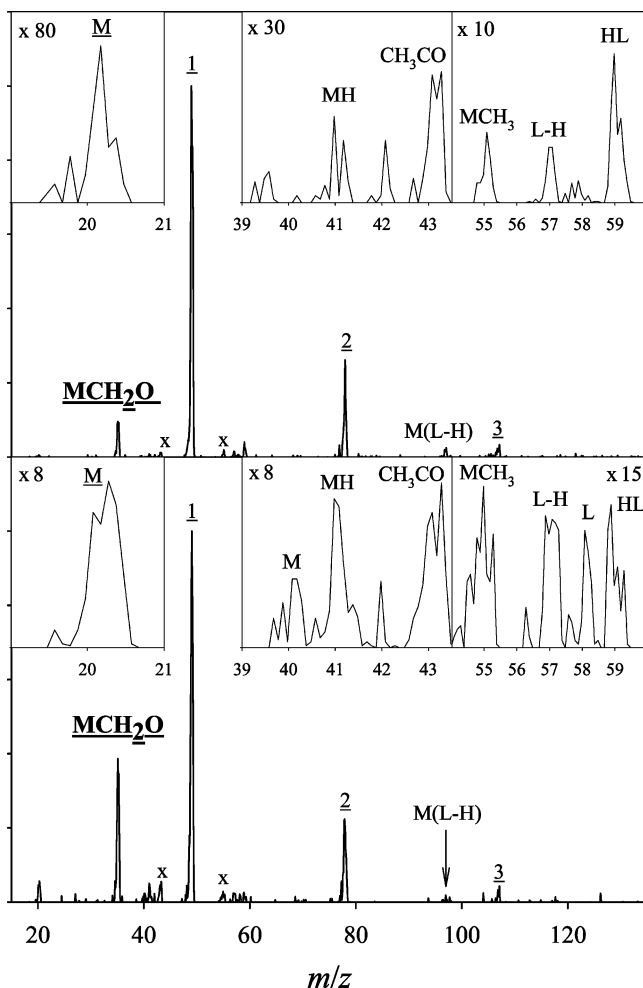 x 80 M 1 x 30 MH CH₃CO x 10 MCH₃ L-H HL
20 21 39 40 41 42 43 55 56 57 58 59
MCH₂O x x 2 M(L-H) 3
x 8 M 1 x 8 M MH CH₃CO MCH₃ L-H L x 15 HL
20 21 39 40 41 42 43 55 56 57 58 59
MCH₂O x x 2 M(L-H) 3
20 40 60 80 100 120
m/z